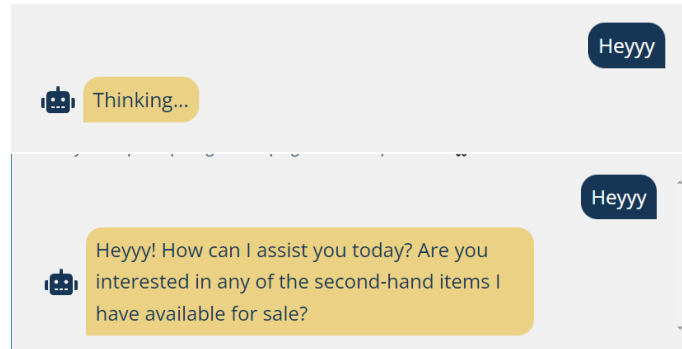 Heyyy
Thinking...
Heyyy
Heyyy! How can I assist you today? Are you
interested in any of the second-hand items I
have available for sale?